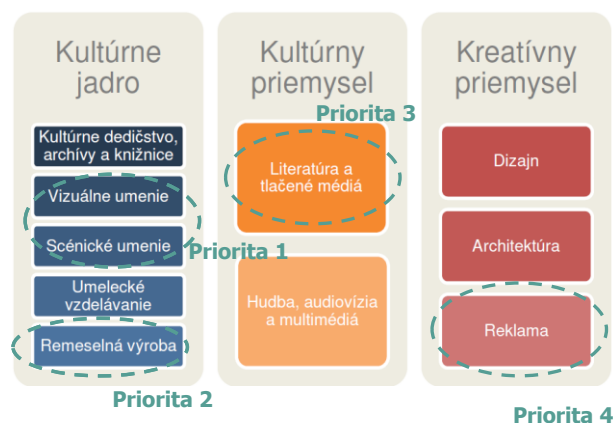 Kultúrne
jadro
Kultúrne dedičstvo,
archívy a knižnice
Vizuálne umenie
Scénické umenie
Priorita 1
Umelecké
vzdelávanie
Remeselná výroba
Priorita 2
Kultúrny
priemysel
Priorita 3
Literatúra a
tlačené médiá
Hudba, audiovízia
a multimédiá
Kreatívny
priemysel
Dizajn
Architektúra
Reklama
Priorita 4